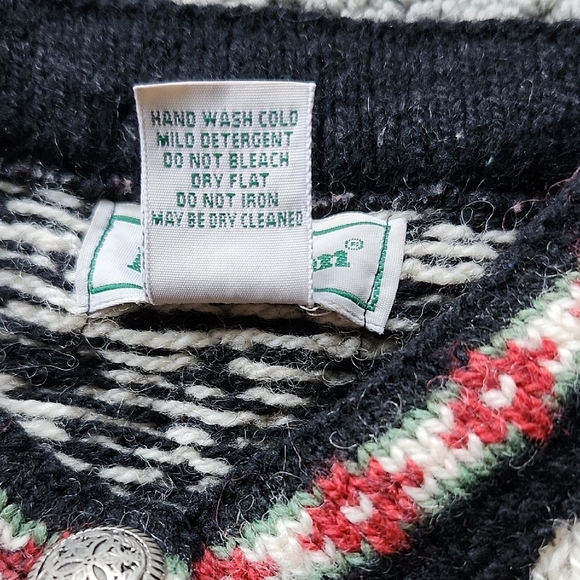 HAND WASH COLD
MILD DETERGENT
DO NOT BLEACH
DRY FLAT
DO NOT IRON
MAY BE DRY CLEANED
®